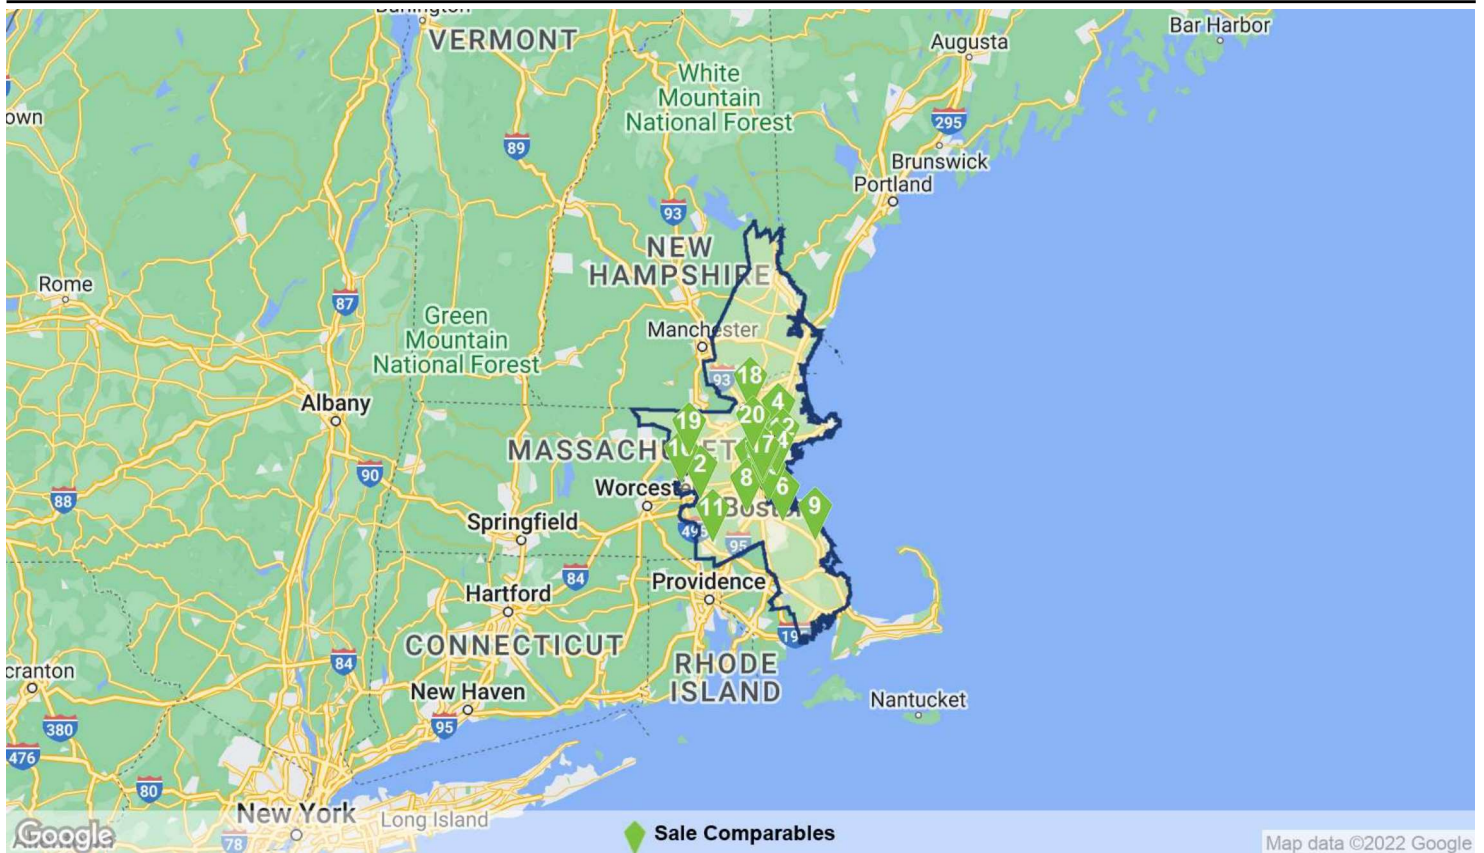 VERMONT
Augusta
Bar Harbor
White
Mountain
National Forest
own
295
89
Brunswick
Portland
93
NEW
HAMPSHIRE
Rome
87
Green
Mountain
National Forest
Manchester
93
18
Albany
4
20
19
MASSACHUSET
17
90
2
88
8
6
Worceste
9
11
Springfield
495
95
84
Providence
Hartford
CONNECTICUT
RHODE
ISLAND
84
cranton
New Haven
Nantucket
95
380
476
80
New York
Long Island
78
Google
Sale Comparables
Map data ©2022 Google